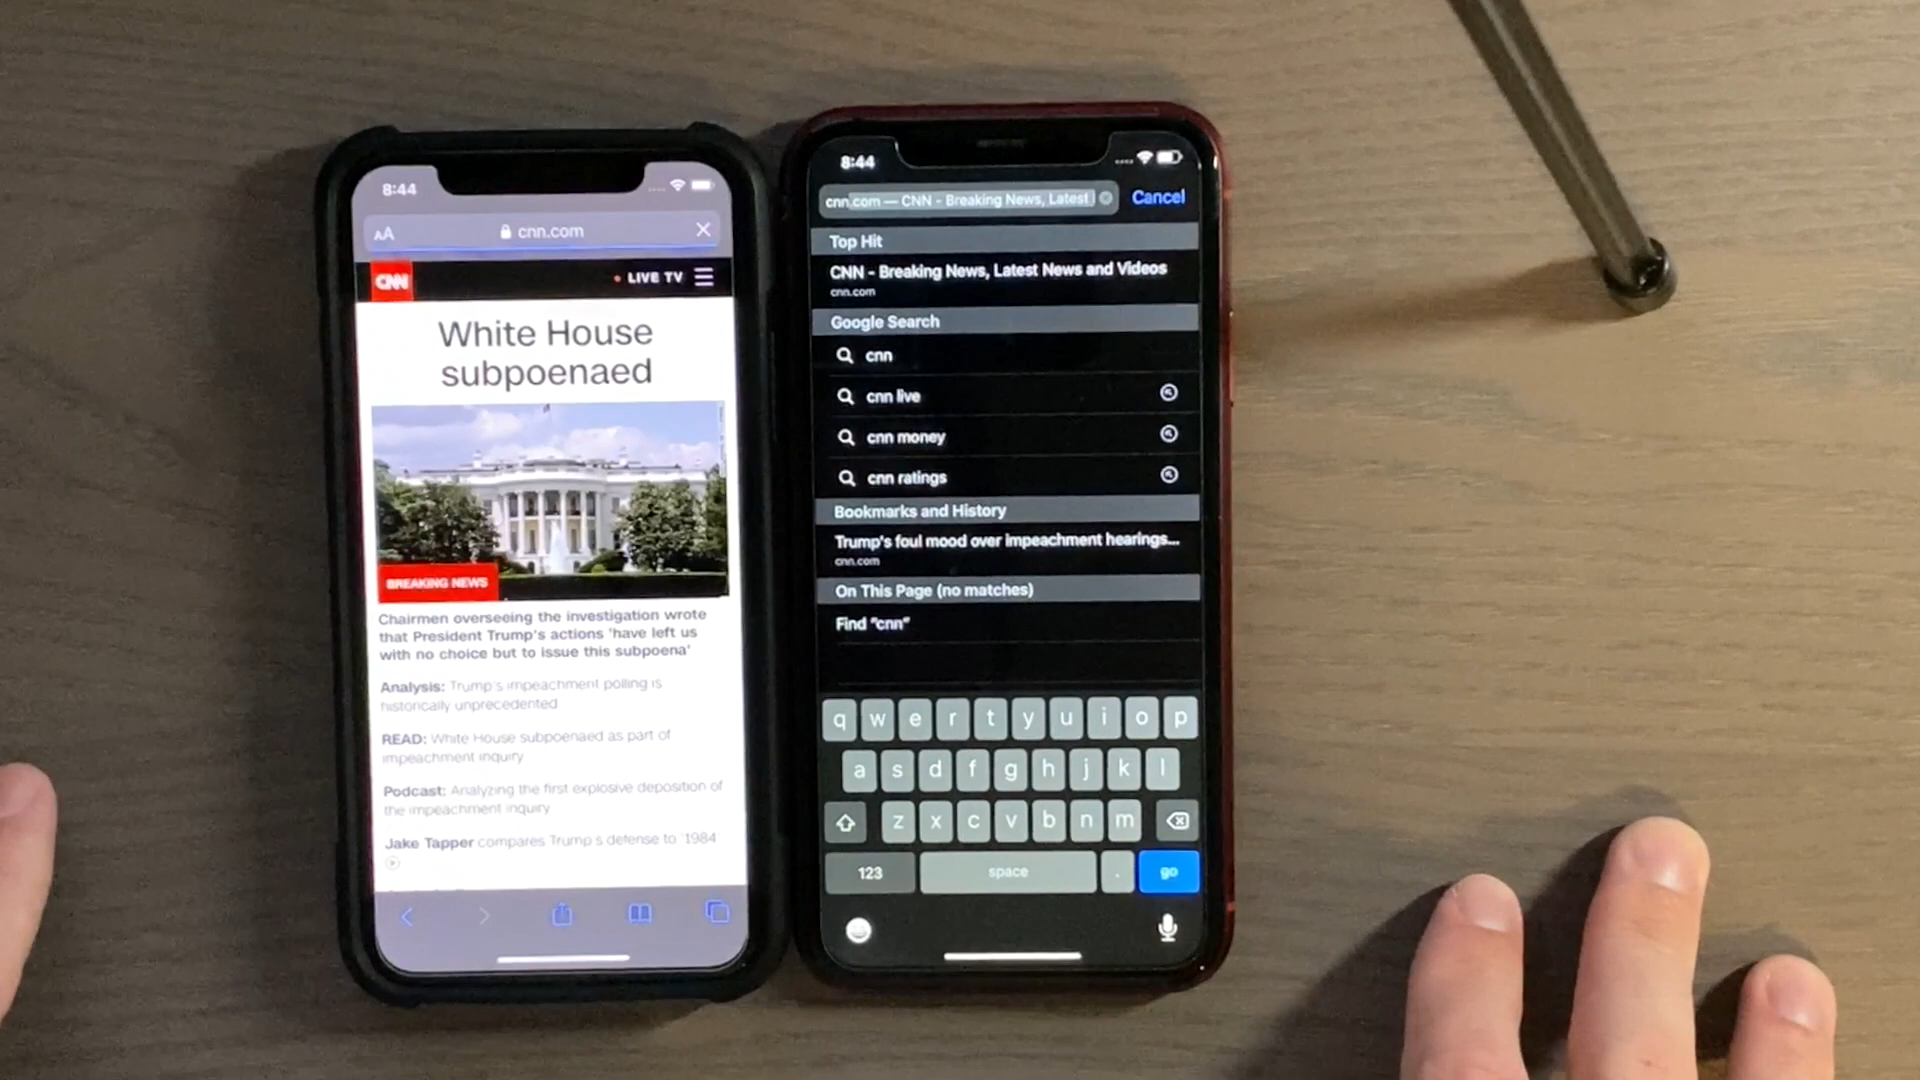 8:44
AA cnn.com
CNN LIVE TV
White House
subpoenaed
BREAKING NEWS
Chairmen overseeing the investigation wrote
that President Trump's actions 'have left us
with no choice but to issue this subpoena'
Analysis: Trump's impeachment polling is
historically unprecedented
READ: White House subpoenaed as part of
impeachment inquiry
Podcast: Analyzing the first explosive deposition of
the impeachment inquiry
Jake Tapper compares Trump's defense to '1984'
8:44
cnn.com — CNN - Breaking News, Latest
Cancel
Top Hit
CNN - Breaking News, Latest News and Videos
cnn.com
Google Search
cnn
cnn live
cnn money
cnn ratings
Bookmarks and History
Trump's foul mood over impeachment hearings...
cnn.com
On This Page (no matches)
Find "cnn"
q w e r t y u i o p
a s d f g h j k l
z x c v b n m
123 space . go